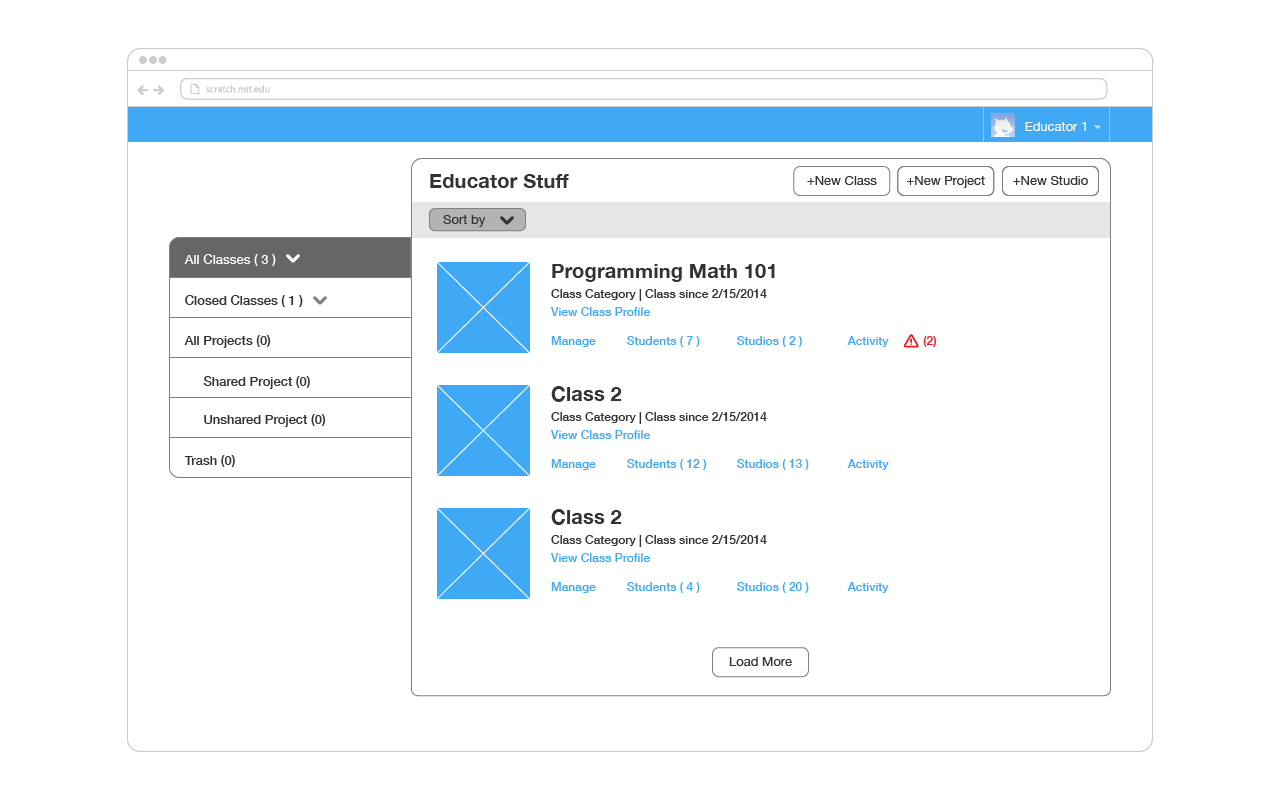 scratch.mit.edu
Educator 1
Educator Stuff
+New Class
+New Project
+New Studio
Sort by
All Classes ( 3 )
Closed Classes ( 1 )
All Projects (0)
Shared Project (0)
Unshared Project (0)
Trash (0)
Programming Math 101
Class Category | Class since 2/15/2014
View Class Profile
Manage Students ( 7 ) Studios ( 2 ) Activity (2)
Class 2
Class Category | Class since 2/15/2014
View Class Profile
Manage Students ( 12 ) Studios ( 13 ) Activity
Class 2
Class Category | Class since 2/15/2014
View Class Profile
Manage Students ( 4 ) Studios ( 20 ) Activity
Load More